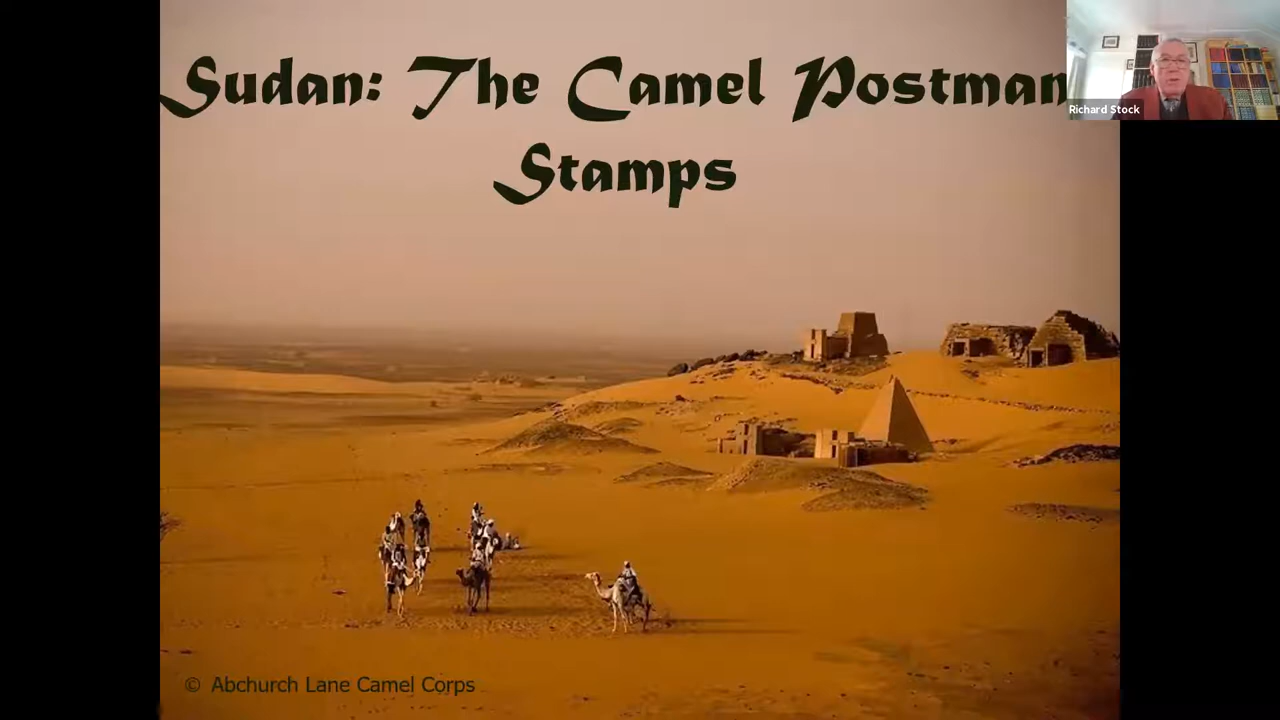 Sudan: The Camel Postman
Stamps
Richard Stock
© Abchurch Lane Camel Corps